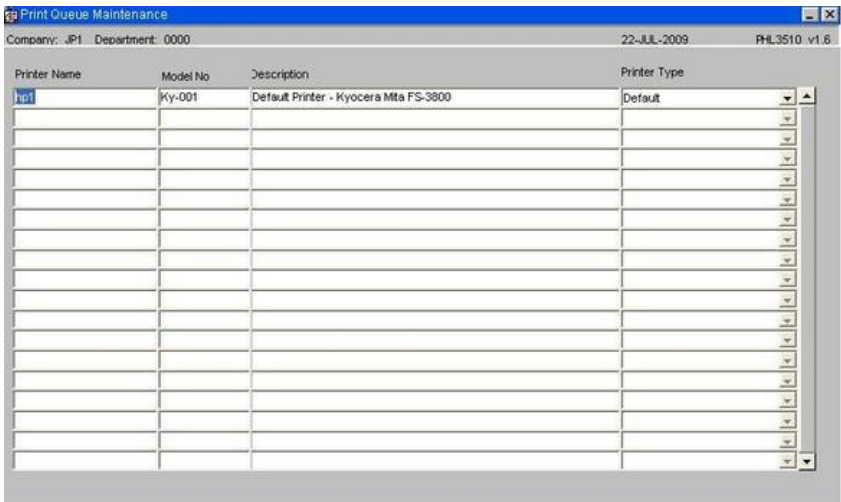 Print Queue Maintenance
Company: JP1 Department: 0000 22-JUL-2009 PHL3510 v1.6
Printer Name Model No Description Printer Type
hp1 Ky-001 Default Printer - Kyocera Mita FS-3800 Default